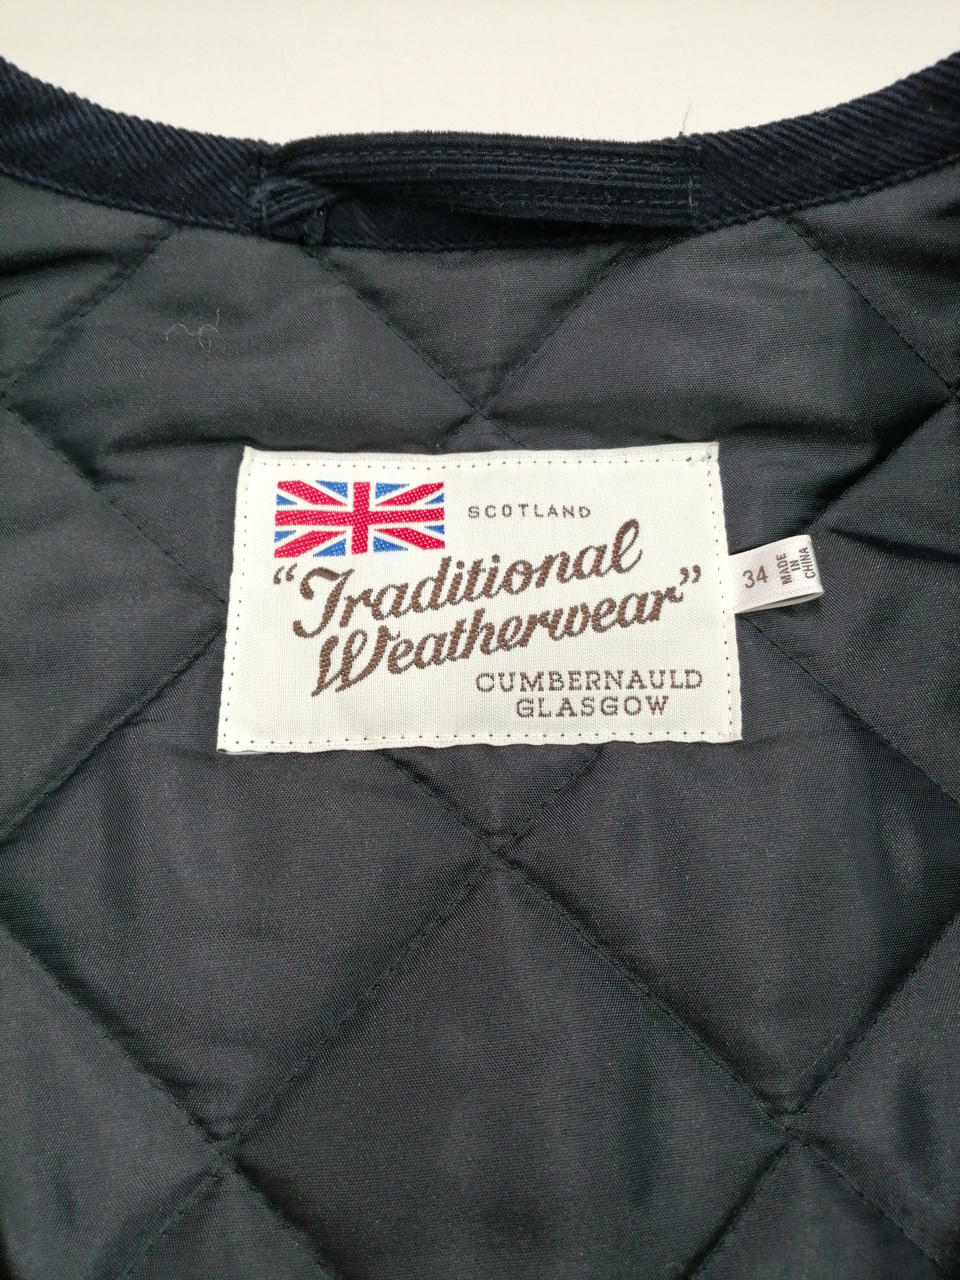 SCOTLAND
“Traditional
Weatherwear”
CUMBERNAULD
GLASGOW
34
MADE
IN
CHINA